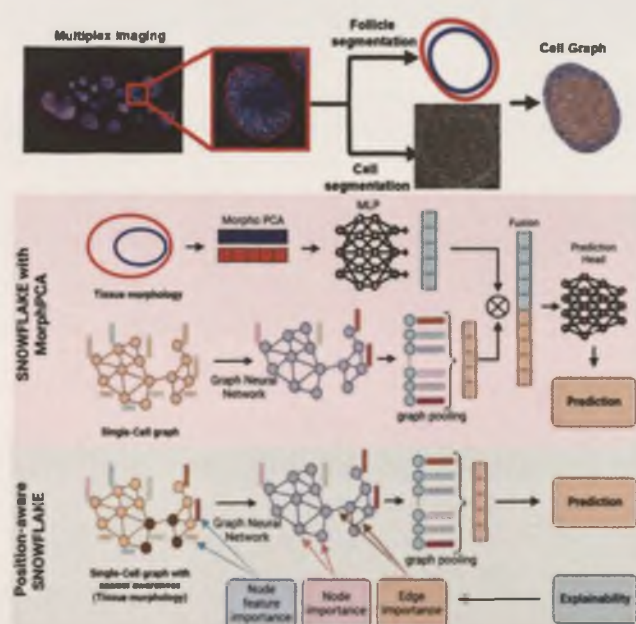 Multiplex Imaging
Follicle
segmentation
Cell Graph
Cell
segmentation
SNOWFLAKE with
MorphPCA
Morpho PCA
MLP
Fusion
Prediction
Head
Tissue morphology
Graph Neural
Network
graph pooling
Single-Cell graph
Prediction
Position-aware
SNOWFLAKE
Graph Neural
Network
graph pooling
Prediction
Single-Cell graph with
(Tissue morphology)
Node
feature
importance
Node
importance
Edge
importance
Explainability